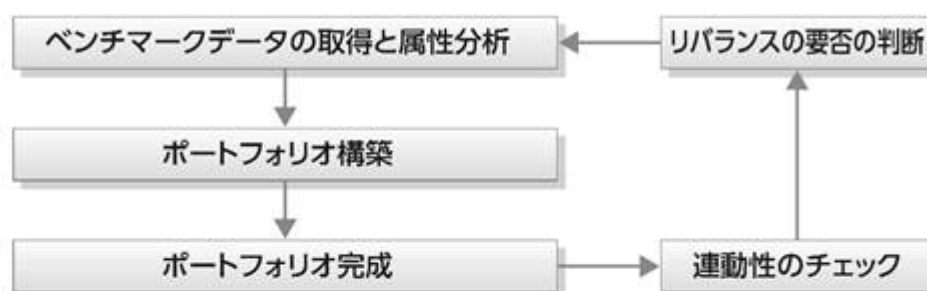 ベンチマークデータの取得と属性分析
リバランスの要否の判断
ポートフォリオ構築
ポートフォリオ完成
連動性のチェック